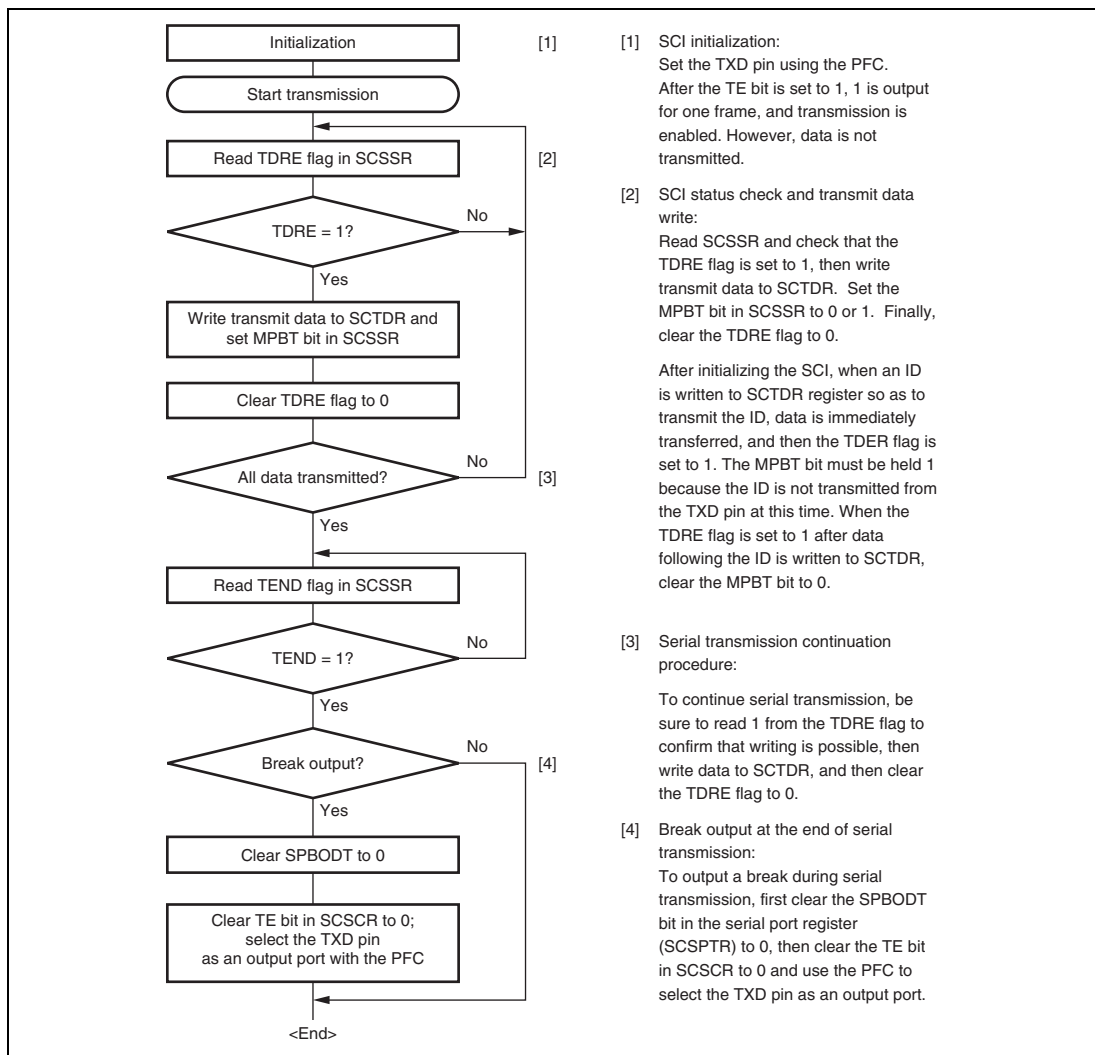 Initialization
[1]
Start transmission
Read TDRE flag in SCSSR
[2]
TDRE = 1?
No
Yes
Write transmit data to SCTDR and
set MPBT bit in SCSSR
Clear TDRE flag to 0
All data transmitted?
No
[3]
Yes
Read TEND flag in SCSSR
TEND = 1?
No
Yes
Break output?
No
[4]
Yes
Clear SPBODT to 0
Clear TE bit in SCSCR to 0;
select the TXD pin
as an output port with the PFC
<End>
[1] SCI initialization:
Set the TXD pin using the PFC.
After the TE bit is set to 1, 1 is output
for one frame, and transmission is
enabled. However, data is not
transmitted.
[2] SCI status check and transmit data
write:
Read SCSSR and check that the
TDRE flag is set to 1, then write
transmit data to SCTDR. Set the
MPBT bit in SCSSR to 0 or 1. Finally,
clear the TDRE flag to 0.
After initializing the SCI, when an ID
is written to SCTDR register so as to
transmit the ID, data is immediately
transferred, and then the TDER flag is
set to 1. The MPBT bit must be held 1
because the ID is not transmitted from
the TXD pin at this time. When the
TDRE flag is set to 1 after data
following the ID is written to SCTDR,
clear the MPBT bit to 0.
[3] Serial transmission continuation
procedure:
To continue serial transmission, be
sure to read 1 from the TDRE flag to
confirm that writing is possible, then
write data to SCTDR, and then clear
the TDRE flag to 0.
[4] Break output at the end of serial
transmission:
To output a break during serial
transmission, first clear the SPBODT
bit in the serial port register
(SCSPTR) to 0, then clear the TE bit
in SCSCR to 0 and use the PFC to
select the TXD pin as an output port.